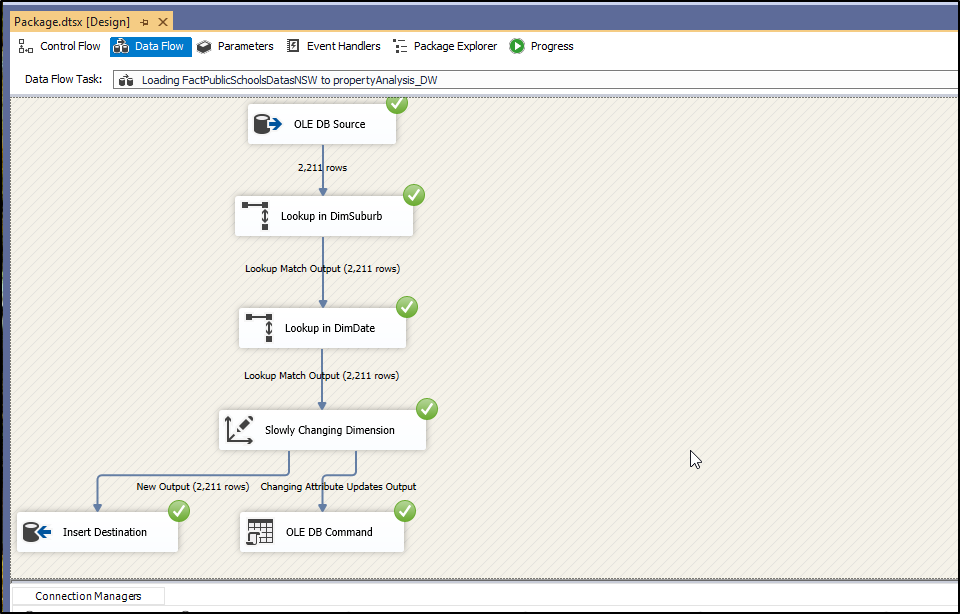 Package.dtsx [Design]
Control Flow
Data Flow
Parameters
Event Handlers
Package Explorer
Progress
Data Flow Task:
Loading FactPublicSchoolsDatasNSW to propertyAnalysis_DW
OLE DB Source
2,211 rows
Lookup in DimSuburb
Lookup Match Output (2,211 rows)
Lookup in DimDate
Lookup Match Output (2,211 rows)
Slowly Changing Dimension
New Output (2,211 rows)
Changing Attribute Updates Output
Insert Destination
OLE DB Command
Connection Managers